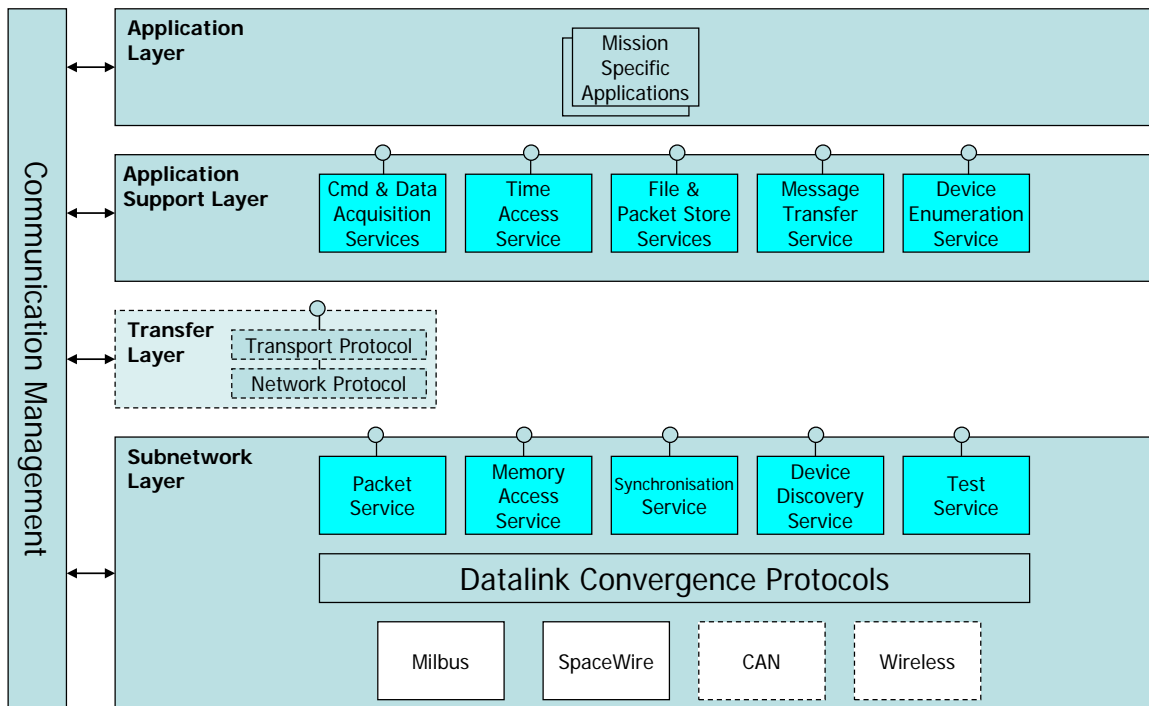 Communication Management
Application
Layer
Mission
Specific
Applications
Application
Support Layer
Cmd & Data
Acquisition
Services
Time
Access
Service
File &
Packet Store
Services
Message
Transfer
Service
Device
Enumeration
Service
Transfer
Layer
Transport Protocol
Network Protocol
Subnetwork
Layer
Packet
Service
Memory
Access
Service
Synchronisation
Service
Device
Discovery
Service
Test
Service
Datalink Convergence Protocols
Milbus
SpaceWire
CAN
Wireless